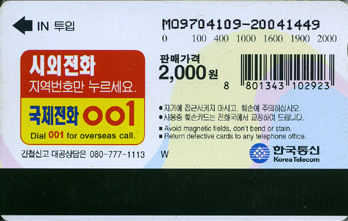 IN 투입
MO9704109-20041449
0 100 400 1000 1600 1900 2000
시외전화
지역번호만 누르세요.
판매가격
2,000원
8 801343 102923
국제전화 001
Dial 001 for overseas call.
간첩신고 대공상담은 080-777-1113
● 자기에 접근시키지 마시고, 훼손에 주의하십시오.
● 사용중 훼손카드는 전화국에서 교정하여 드립니다.
● Avoid magnetic fields, don't bend or stain.
● Return defective cards to any telephone office.
W
한국통신
Korea Telecom